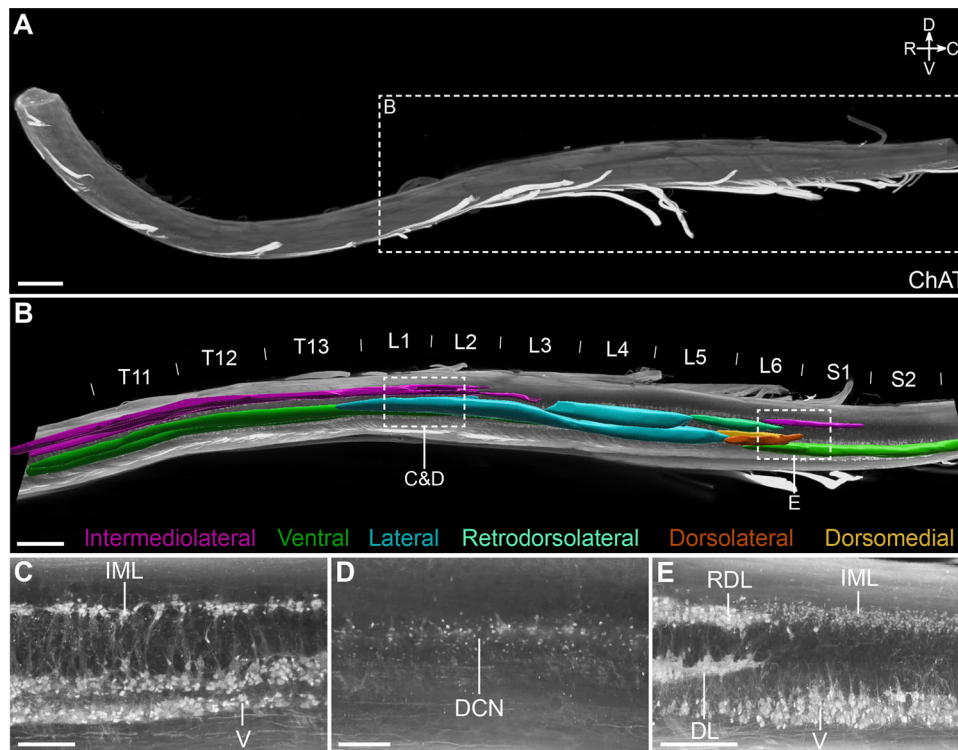 A
D
R C
V
B
ChAT
B
T11 T12 T13 L1 L2 L3 L4 L5 L6 S1 S2
C&D
E
Intermediolateral Ventral Lateral Retrodorsolateral Dorsolateral Dorsomedial
C IML
V
D
DCN
E RDL IML
DL V